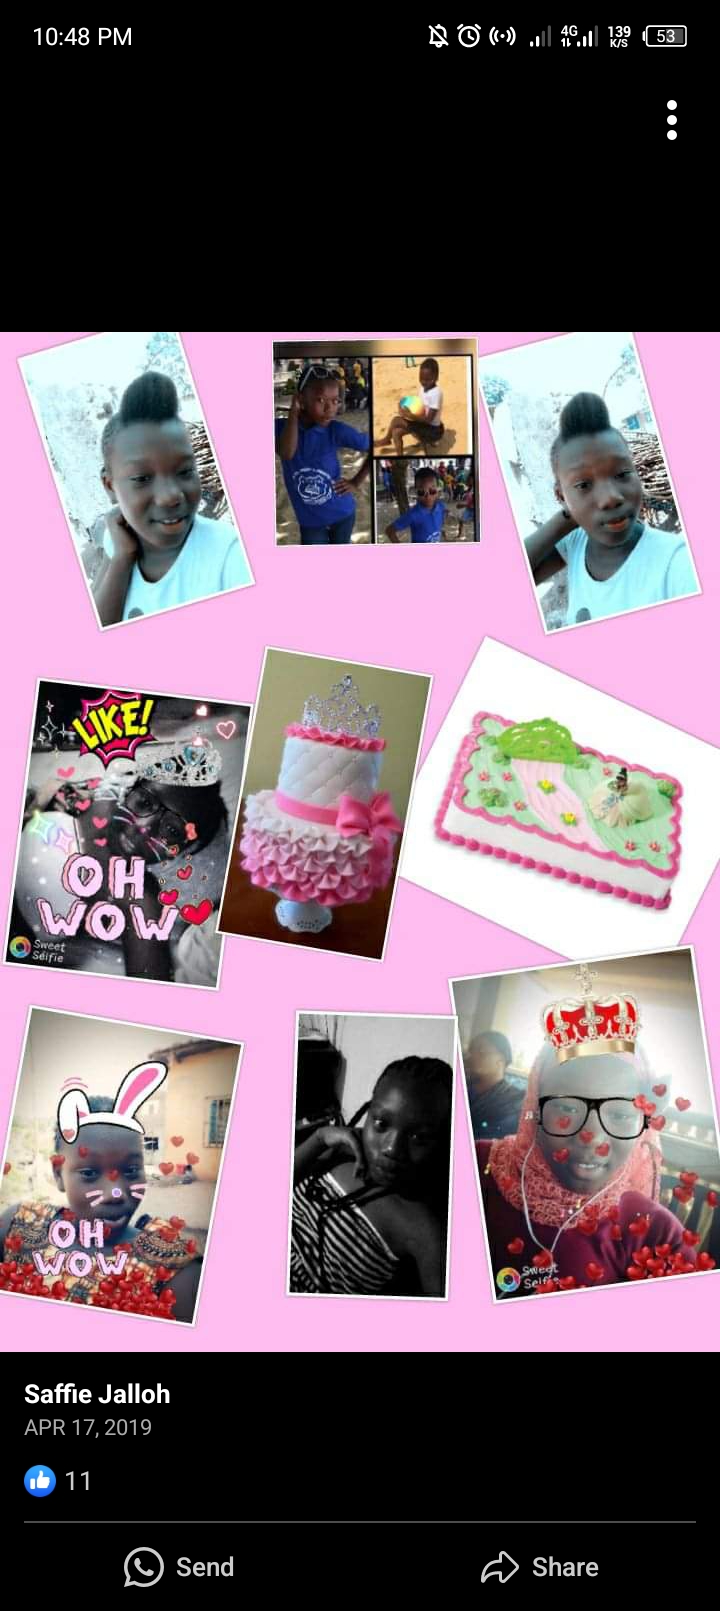 10:48 PM
4G
139
K/S
53
LIKE!
OH
WOW
Sweet
Selfie
OH
WOW
Sweet
Selfie
Saffie Jalloh
APR 17, 2019
11
Send
Share